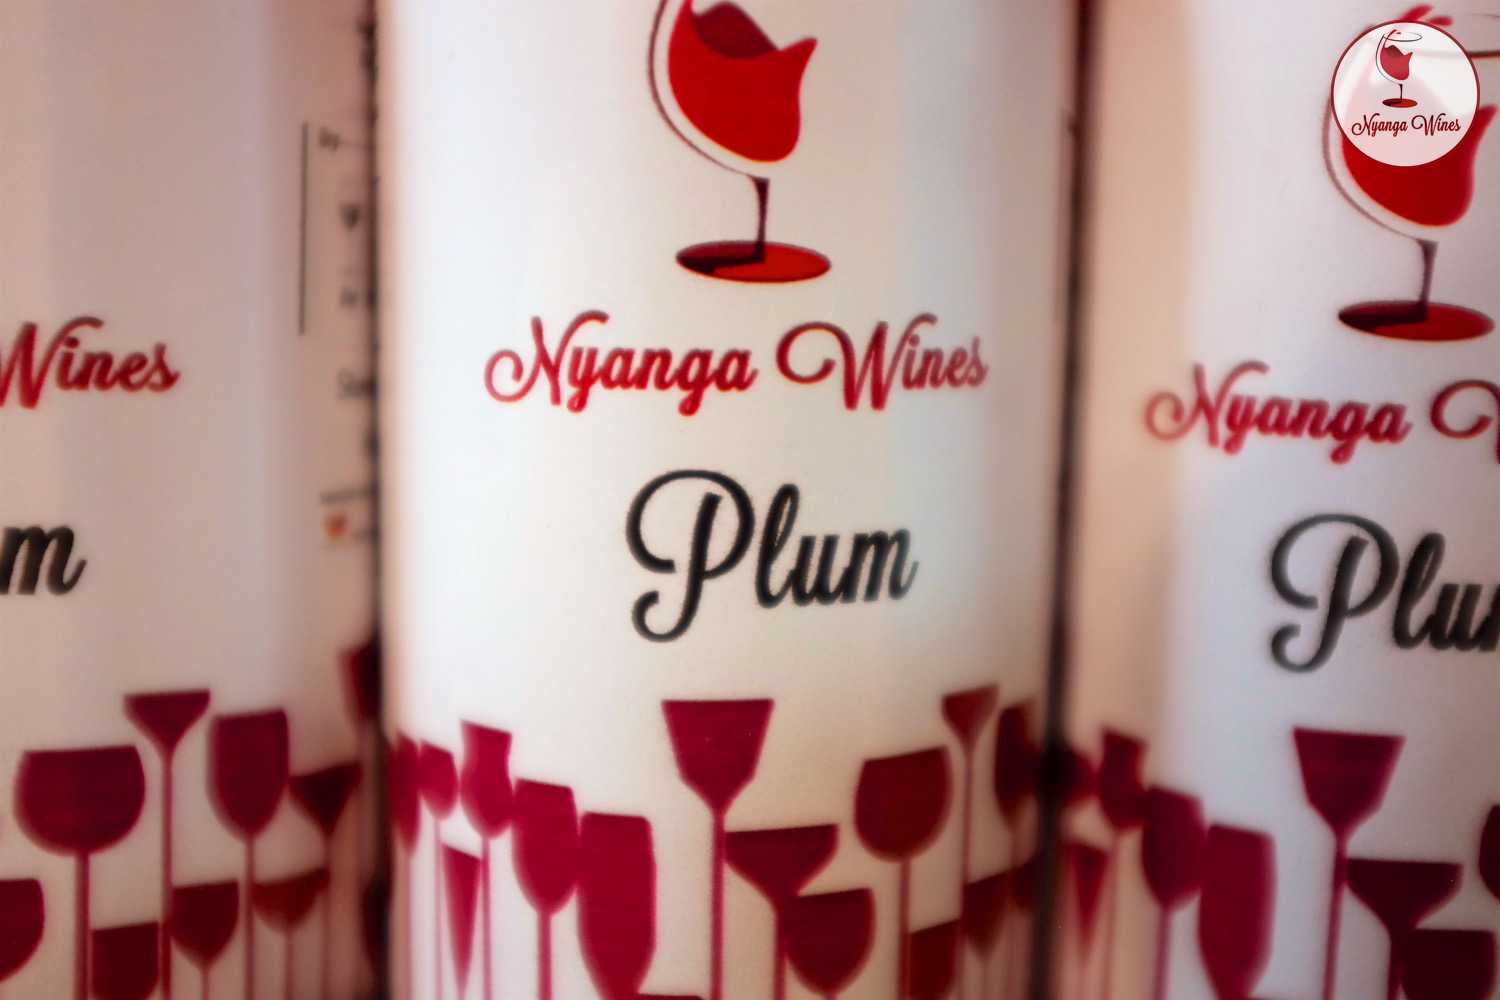 Wines
m
Nyanga Wines
Plum
Nyanga W
Plum
Nyanga Wines